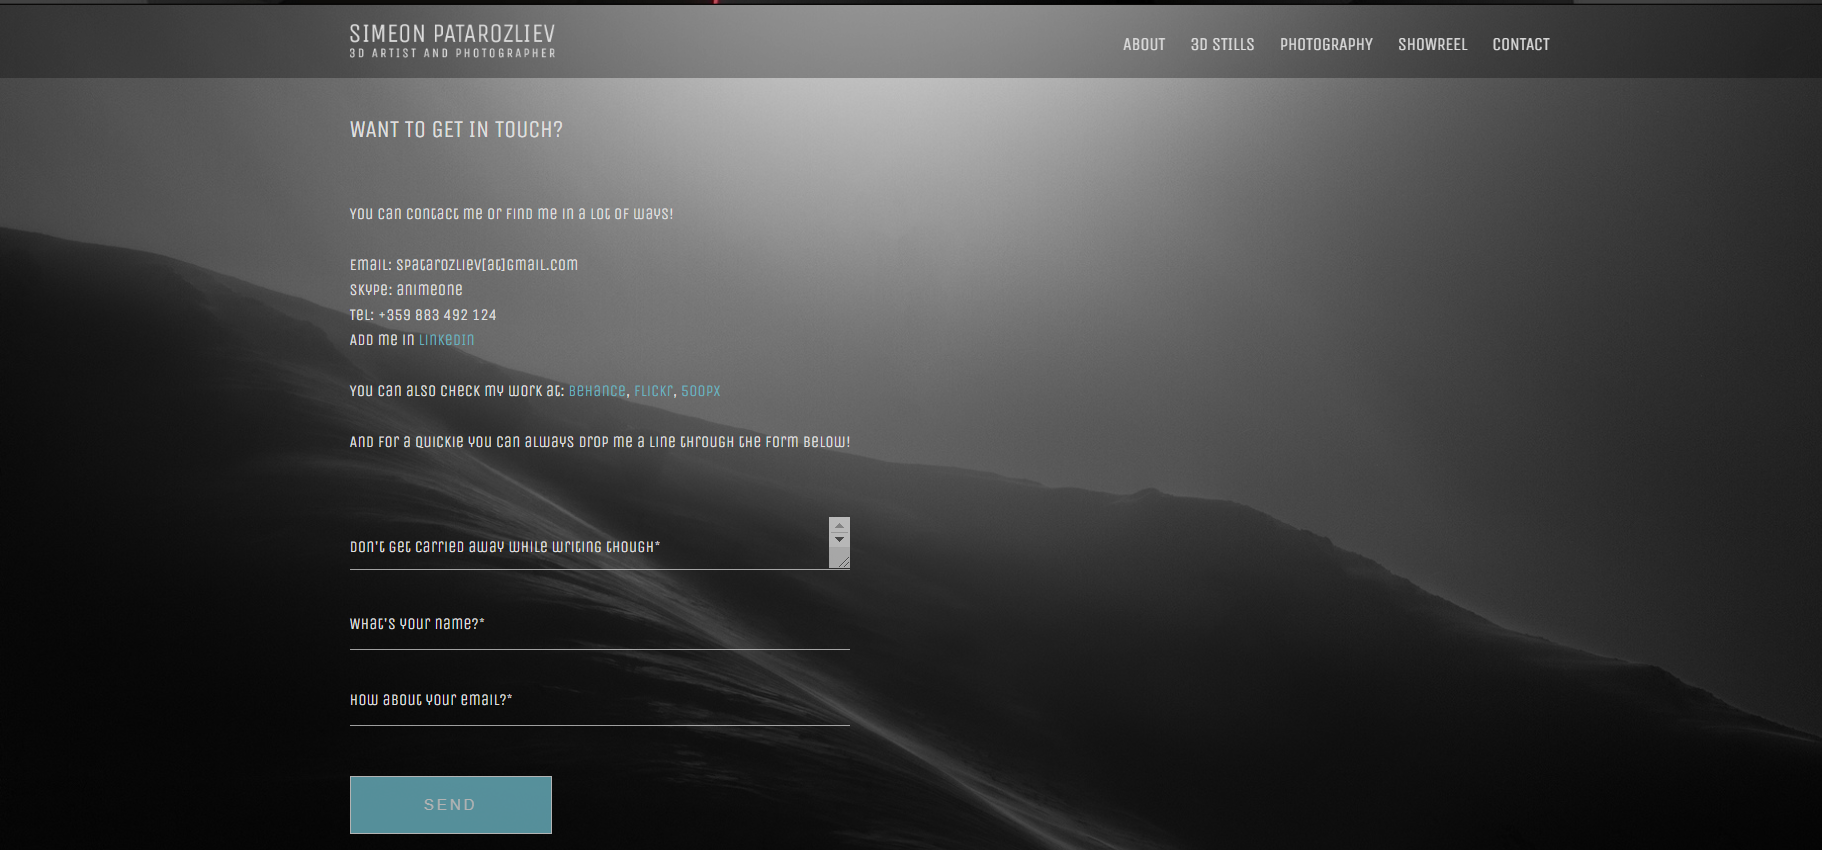 SIMEON PATAROZLIEV
3D ARTIST AND PHOTOGRAPHER
ABOUT 3D STILLS PHOTOGRAPHY SHOWREEL CONTACT
WANT TO GET IN TOUCH?
You can contact me or find me in a lot of ways!
Email: spatarozliev[at]gmail.com
Skype: animeone
Tel: +359 883 492 124
Add me in LinkedIn
You can also check my work at: Behance, Flickr, 500px
And for a quickie you can always drop me a line through the form below!
Don't get carried away while writing though*
What's your name?*
How about your email?*
SEND